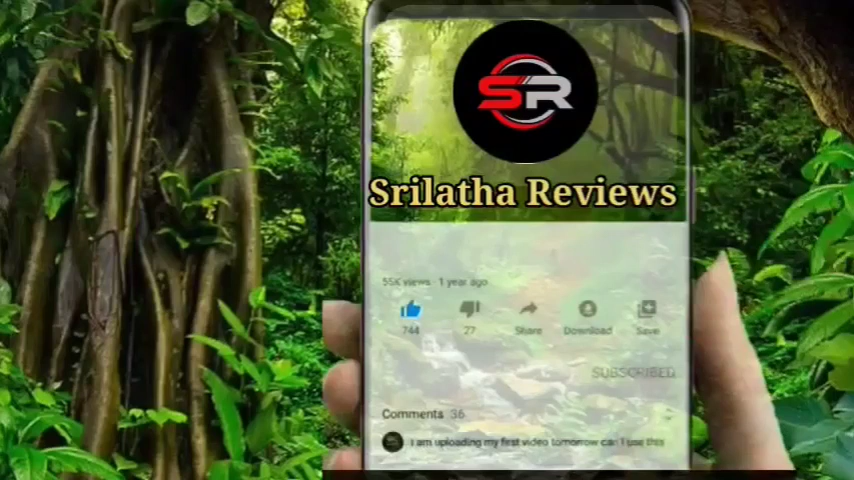 SR
Srilatha Reviews
55K views · 1 year ago
744 27 Share Download Save
SUBSCRIBED
Comments 36
I am uploading my first video tomorrow can I use this